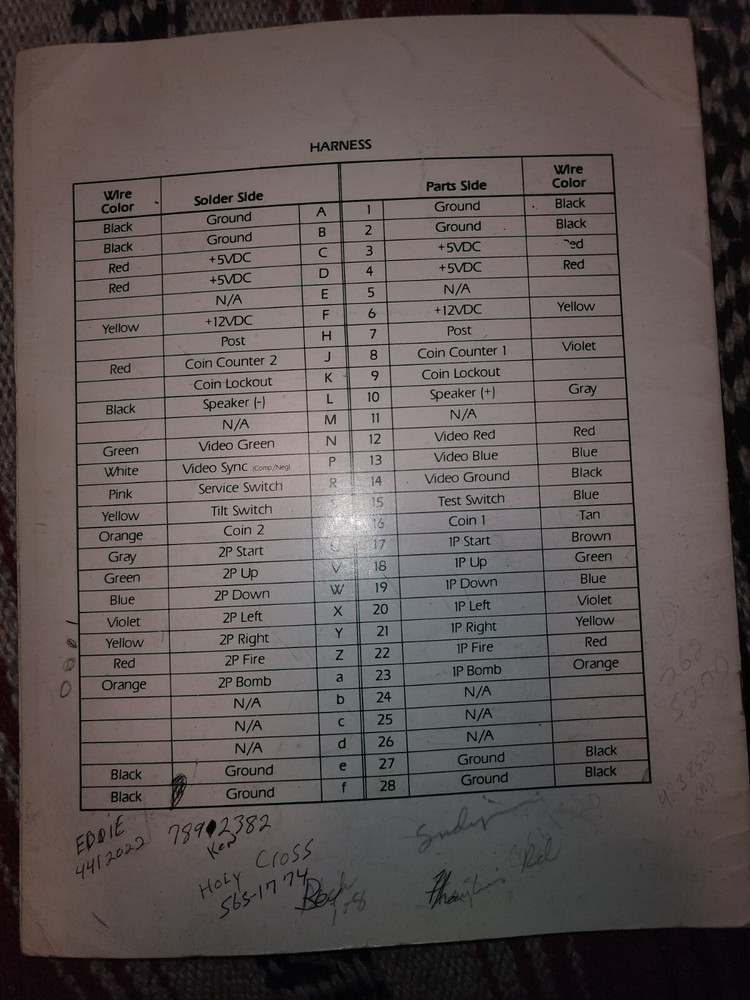 HARNESS
Wire Color Solder Side Parts Side Wire Color
Black Ground A 1 Ground Black
Black Ground B 2 Ground Black
Red +5VDC C 3 +5VDC ed
Red +5VDC D 4 +5VDC Red
N/A E 5 N/A
Yellow +12VDC F 6 +12VDC Yellow
Post H 7 Post
Red Coin Counter 2 J 8 Coin Counter 1 Violet
Coin Lockout K 9 Coin Lockout
Black Speaker (-) L 10 Speaker (+) Gray
N/A M 11 N/A
Green Video Green N 12 Video Red Red
White Video Sync (Comp/Neg) P 13 Video Blue Blue
Pink Service Switch R 14 Video Ground Black
Yellow Tilt Switch 15 Test Switch Blue
Orange Coin 2 16 Coin 1 Tan
Gray 2P Start 17 1P Start Brown
Green 2P Up V 18 1P Up Green
Blue 2P Down W 19 1P Down Blue
Violet 2P Left X 20 1P Left Violet
Yellow 2P Right Y 21 1P Right Yellow
Red 2P Fire Z 22 1P Fire Red
Orange 2P Bomb a 23 1P Bomb Orange
N/A b 24 N/A
N/A c 25 N/A
N/A d 26 N/A
Black Ground e 27 Ground Black
Black Ground f 28 Ground Black
EDDIE
4412022
Ken
HOLY CROSS
565-1774
262
5200